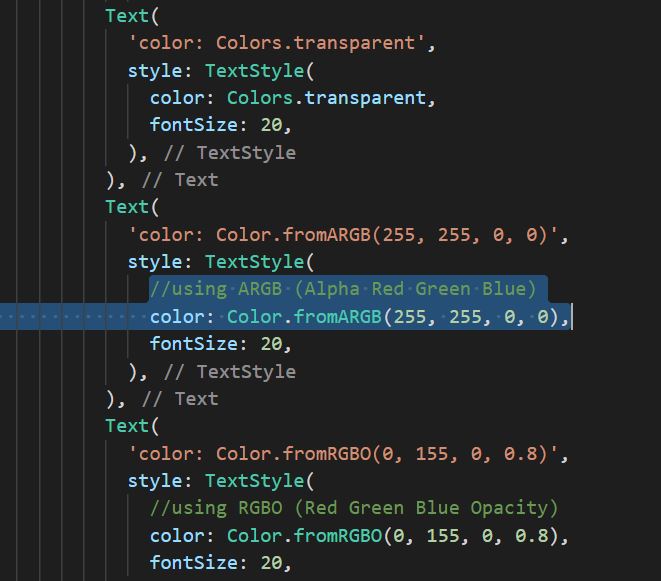 Text(
'color: Colors.transparent',
style: TextStyle(
color: Colors.transparent,
fontSize: 20,
), // TextStyle
), // Text
Text(
'color: Color.fromARGB(255, 255, 0, 0)',
style: TextStyle(
//using ARGB (Alpha Red Green Blue)
color: Color.fromARGB(255, 255, 0, 0),
fontSize: 20,
), // TextStyle
), // Text
Text(
'color: Color.fromRGBO(0, 155, 0, 0.8)',
style: TextStyle(
//using RGBO (Red Green Blue Opacity)
color: Color.fromRGBO(0, 155, 0, 0.8),
fontSize: 20,